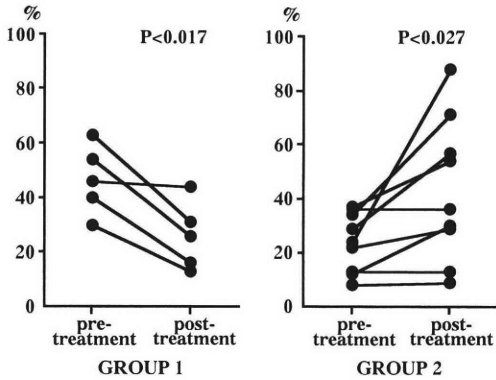 %
100
80
60
40
20
0
P<0.017
pre-
treatment
post-
treatment
GROUP 1
%
100
80
60
40
20
0
P<0.027
pre-
treatment
post-
treatment
GROUP 2